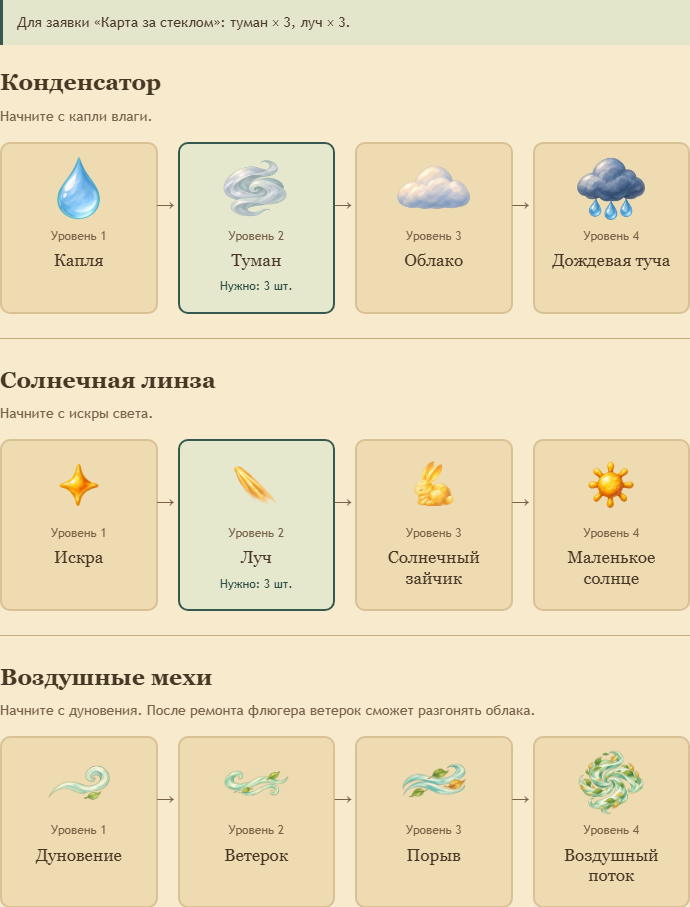 Для заявки «Карта за стеклом»: туман × 3, луч × 3.
Конденсатор
Начните с капли влаги.
Уровень 1
Капля
→
Уровень 2
Туман
Нужно: 3 шт.
→
Уровень 3
Облако
→
Уровень 4
Дождевая туча
Солнечная линза
Начните с искры света.
Уровень 1
Искра
→
Уровень 2
Луч
Нужно: 3 шт.
→
Уровень 3
Солнечный
зайчик
→
Уровень 4
Маленькое
солнце
Воздушные мехи
Начните с дуновения. После ремонта флюгера ветерок сможет разгонять облака.
Уровень 1
Дуновение
→
Уровень 2
Ветерок
→
Уровень 3
Порыв
→
Уровень 4
Воздушный
поток